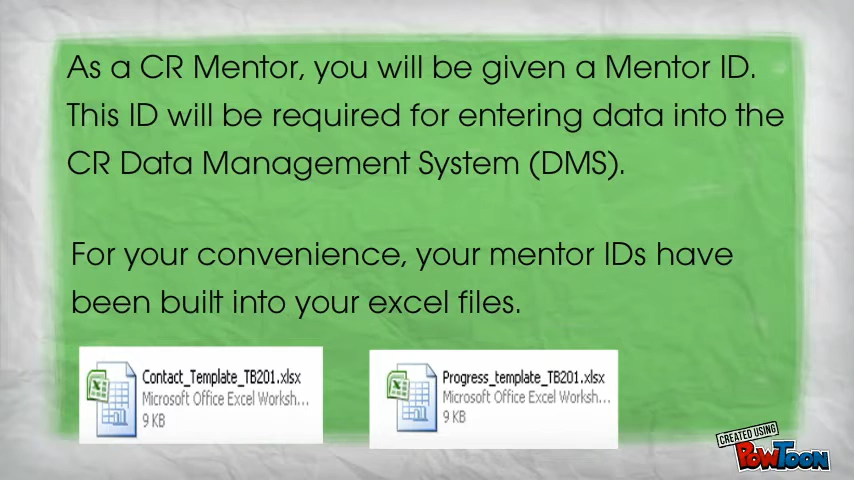 As a CR Mentor, you will be given a Mentor ID.
This ID will be required for entering data into the
CR Data Management System (DMS).
For your convenience, your mentor IDs have
been built into your excel files.
Contact_Template_TB201.xlsx
Microsoft Office Excel Worksh...
9 KB
Progress_template_TB201.xlsx
Microsoft Office Excel Worksh...
9 KB
CREATED USING
POWTOON